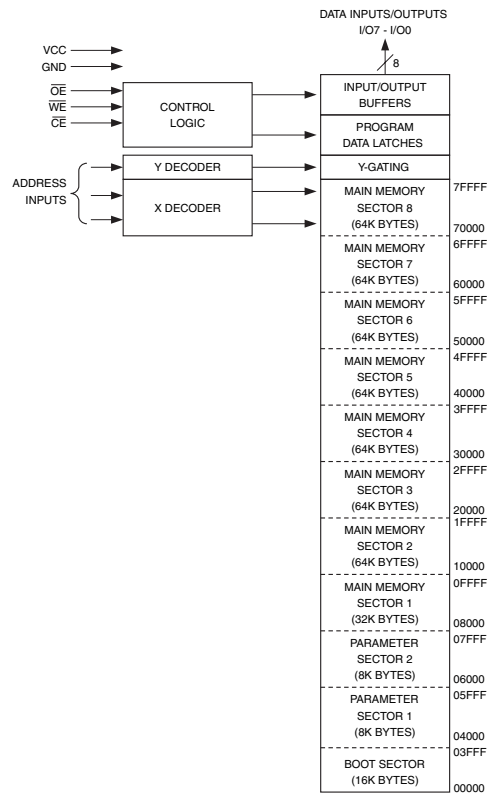 DATA INPUTS/OUTPUTS
I/O7 - I/O0
8
VCC
GND
OE
WE
CE
CONTROL
LOGIC
INPUT/OUTPUT
BUFFERS
PROGRAM
DATA LATCHES
ADDRESS
INPUTS
Y DECODER
Y-GATING
X DECODER
MAIN MEMORY
SECTOR 8
(64K BYTES)
7FFFF
70000
MAIN MEMORY
SECTOR 7
(64K BYTES)
6FFFF
60000
MAIN MEMORY
SECTOR 6
(64K BYTES)
5FFFF
50000
MAIN MEMORY
SECTOR 5
(64K BYTES)
4FFFF
40000
MAIN MEMORY
SECTOR 4
(64K BYTES)
3FFFF
30000
MAIN MEMORY
SECTOR 3
(64K BYTES)
2FFFF
20000
MAIN MEMORY
SECTOR 2
(64K BYTES)
1FFFF
10000
MAIN MEMORY
SECTOR 1
(32K BYTES)
0FFFF
08000
PARAMETER
SECTOR 2
(8K BYTES)
07FFF
06000
PARAMETER
SECTOR 1
(8K BYTES)
05FFF
04000
BOOT SECTOR
(16K BYTES)
03FFF
00000